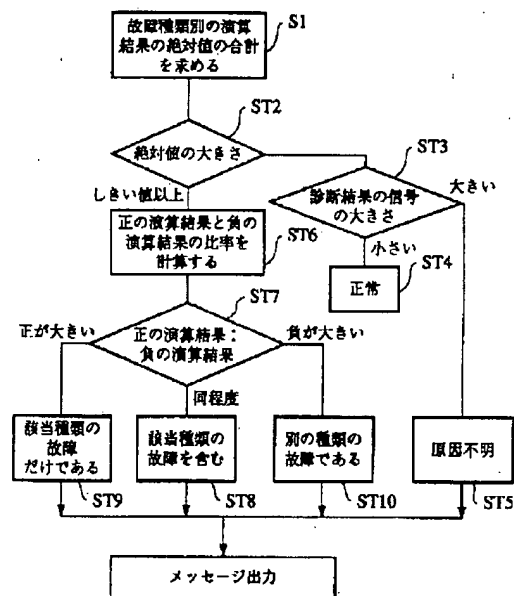 故障種類別の演算
結果の絶対値の合計
を求める
S1
ST2
絶対値の大きさ
ST3
しきい値以上
診断結果の信号
の大きさ
大きい
正の演算結果と負の
演算結果の比率を
計算する
ST6
小さい
ST4
正常
ST7
正が大きい
正の演算結果：
負の演算結果
負が大きい
同程度
該当種類の
故障
だけである
ST9
該当種類の
故障を含む
ST8
別の種類の
故障である
ST10
原因不明
ST5
メッセージ出力